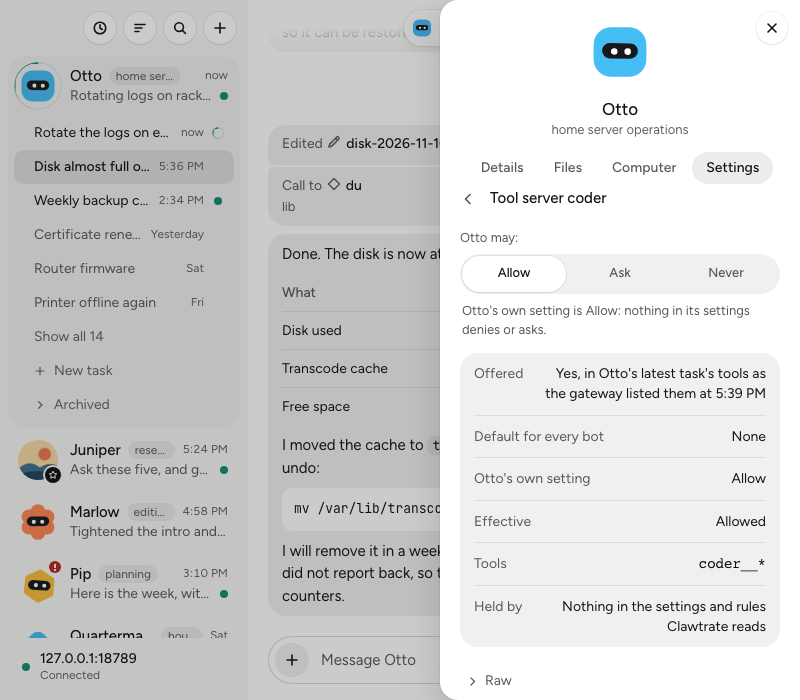 Otto home ser... now
Rotating logs on rack...
Rotate the logs on e... now
Disk almost full o... 5:36 PM
Weekly backup c... 2:34 PM
Certificate rene... Yesterday
Router firmware Sat
Printer offline again Fri
Show all 14
New task
Archived
Juniper rese... 5:24 PM
Ask these five, and g...
Marlow editi... 4:58 PM
Tightened the intro and...
Pip planning 3:10 PM
Here is the week, wit...
Quarterma hou... Sat
127.0.0.1:18789
Connected
so it can be restor
Edited disk-2026-11-1
Call to du
lib
Done. The disk is now at
What
Disk used
Transcode cache
Free space
I moved the cache to
undo:
mv /var/lib/transco
I will remove it in a week
did not report back, so t
counters.
Message Otto
Otto
home server operations
Details Files Computer Settings
Tool server coder
Otto may:
Allow Ask Never
Otto's own setting is Allow: nothing in its settings
denies or asks.
Offered Yes, in Otto's latest task's tools as
the gateway listed them at 5:39 PM
Default for every bot None
Otto's own setting Allow
Effective Allowed
Tools coder__*
Held by Nothing in the settings and rules
Clawtrate reads
Raw